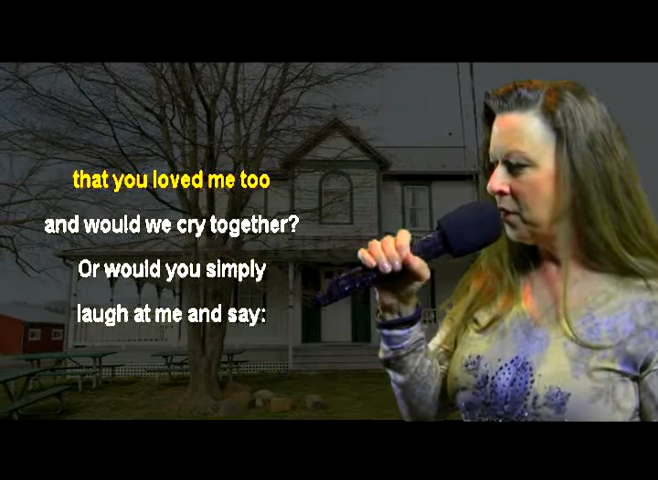 that you loved me too
and would we cry together?
Or would you simply
laugh at me and say: